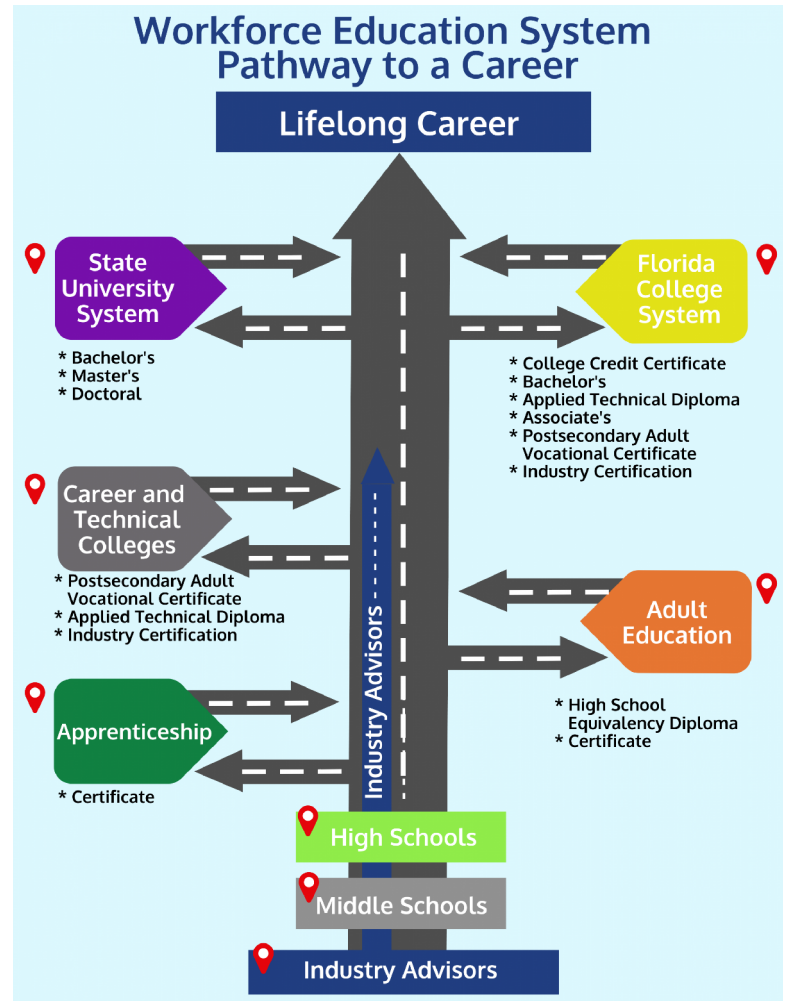 Workforce Education System
Pathway to a Career
Lifelong Career
State
University
System
* Bachelor's
* Master's
* Doctoral
Florida
College
System
* College Credit Certificate
* Bachelor's
* Applied Technical Diploma
* Associate's
* Postsecondary Adult
Vocational Certificate
* Industry Certification
Career and
Technical
Colleges
* Postsecondary Adult
Vocational Certificate
* Applied Technical Diploma
* Industry Certification
Adult
Education
* High School
Equivalency Diploma
* Certificate
Apprenticeship
* Certificate
Industry Advisors
High Schools
Middle Schools
Industry Advisors